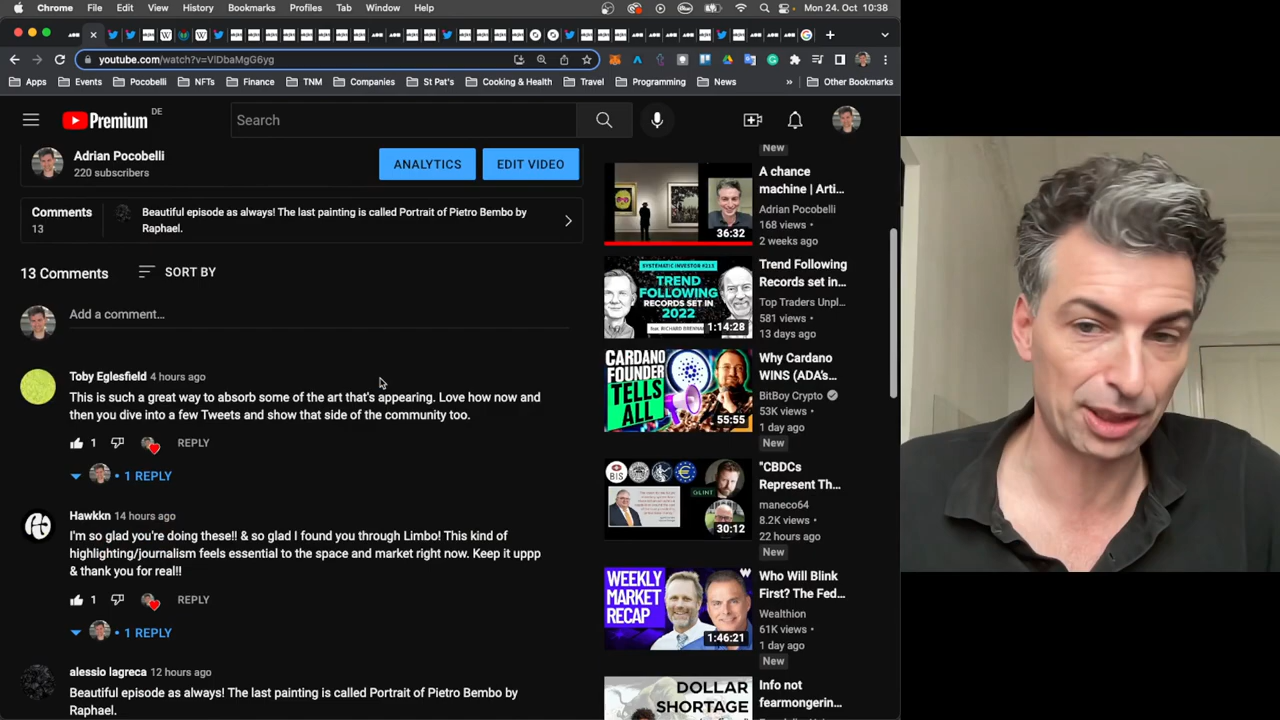 Chrome File Edit View History Bookmarks Profiles Tab Window Help Mon 24. Oct 10:38
youtube.com/watch?v=VlDbaMgG6yg
Apps Events Pocobelli NFTs Finance TNM Companies St Pat's Cooking & Health Travel Programming News » Other Bookmarks
Premium DE
Search
Adrian Pocobelli
220 subscribers
ANALYTICS
EDIT VIDEO
Comments
13
Beautiful episode as always! The last painting is called Portrait of Pietro Bembo by
Raphael.
13 Comments
SORT BY
Add a comment...
Toby Eglesfield 4 hours ago
This is such a great way to absorb some of the art that's appearing. Love how now and
then you dive into a few Tweets and show that side of the community too.
1 REPLY
• 1 REPLY
Hawkkn 14 hours ago
I'm so glad you're doing these!! & so glad I found you through Limbo! This kind of
highlighting/journalism feels essential to the space and market right now. Keep it uppp
& thank you for real!!
1 REPLY
• 1 REPLY
alessio lagreca 12 hours ago
Beautiful episode as always! The last painting is called Portrait of Pietro Bembo by
Raphael.
New
A chance
machine | Arti...
Adrian Pocobelli
168 views •
2 weeks ago
36:32
SYSTEMATIC INVESTOR #213
TREND
FOLLOWING
RECORDS SET IN
2022
feat. RICHARD BRENNAN
1:14:28
Trend Following
Records set in...
Top Traders Unpl...
581 views •
13 days ago
CARDANO
FOUNDER
TELLS
ALL
55:55
Why Cardano
WINS (ADA's
BitBoy Crypto
53K views •
1 day ago
New
BIS
GLINT
30:12
"CBDCs
Represent Th...
maneco64
8.2K views •
22 hours ago
New
WEEKLY
MARKET
RECAP
W
1:46:21
Who Will Blink
First? The Fed...
Wealthion
61K views •
1 day ago
New
DOLLAR
SHORTAGE
Info not
fearmongerin...